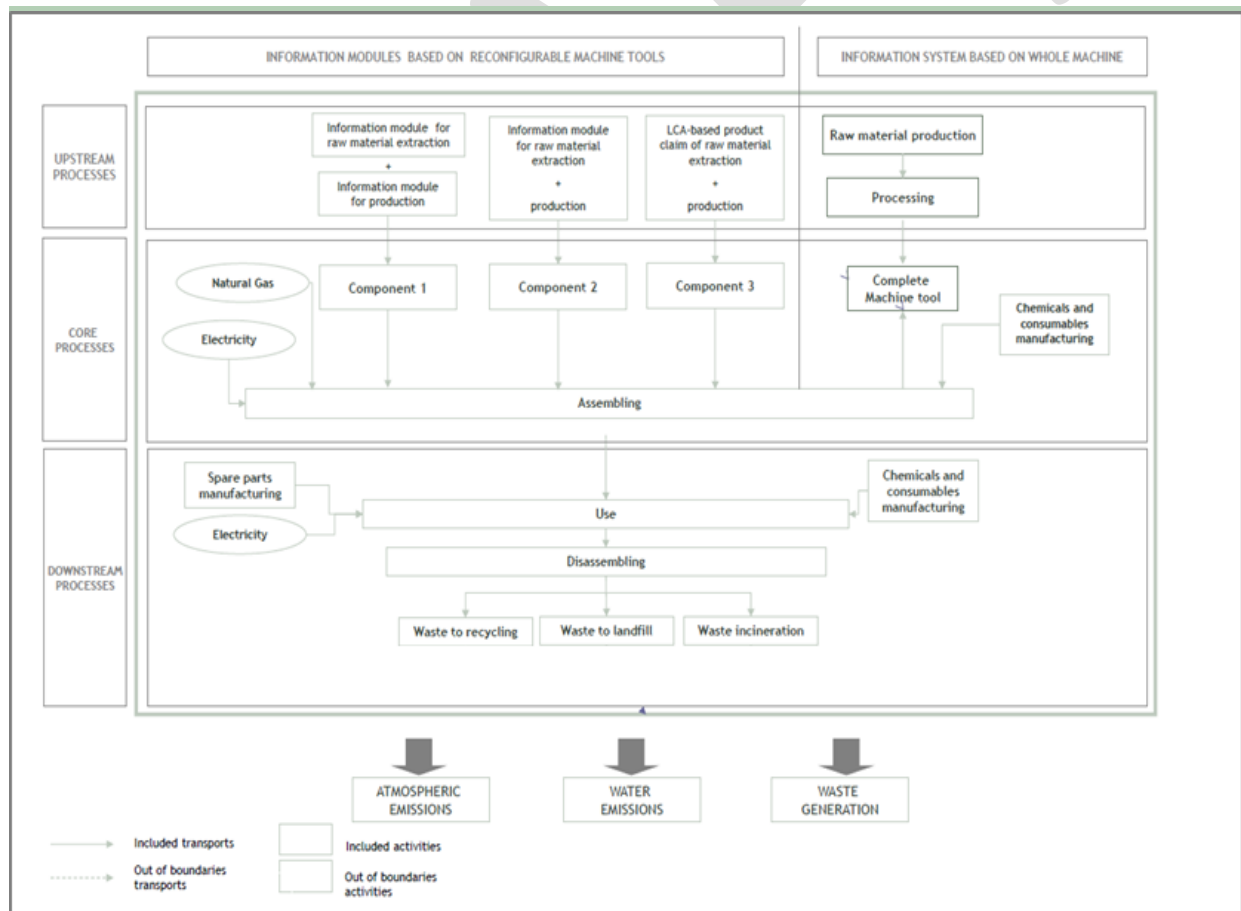 INFORMATION MODULES BASED ON RECONFIGURABLE MACHINE TOOLS
INFORMATION SYSTEM BASED ON WHOLE MACHINE
UPSTREAM
PROCESSES
Information module for
raw material extraction
+
Information module
for production
Information module
for raw material
extraction
+
production
LCA-based product
claim of raw material
extraction
+
production
Raw material production
Processing
CORE
PROCESSES
Natural Gas
Electricity
Component 1
Component 2
Component 3
Complete
Machine tool
Chemicals and
consumables
manufacturing
Assembling
DOWNSTREAM
PROCESSES
Spare parts
manufacturing
Electricity
Use
Chemicals and
consumables
manufacturing
Disassembling
Waste to recycling
Waste to landfill
Waste incineration
ATMOSPHERIC
EMISSIONS
WATER
EMISSIONS
WASTE
GENERATION
Included transports
Included activities
Out of boundaries
transports
Out of boundaries
activities